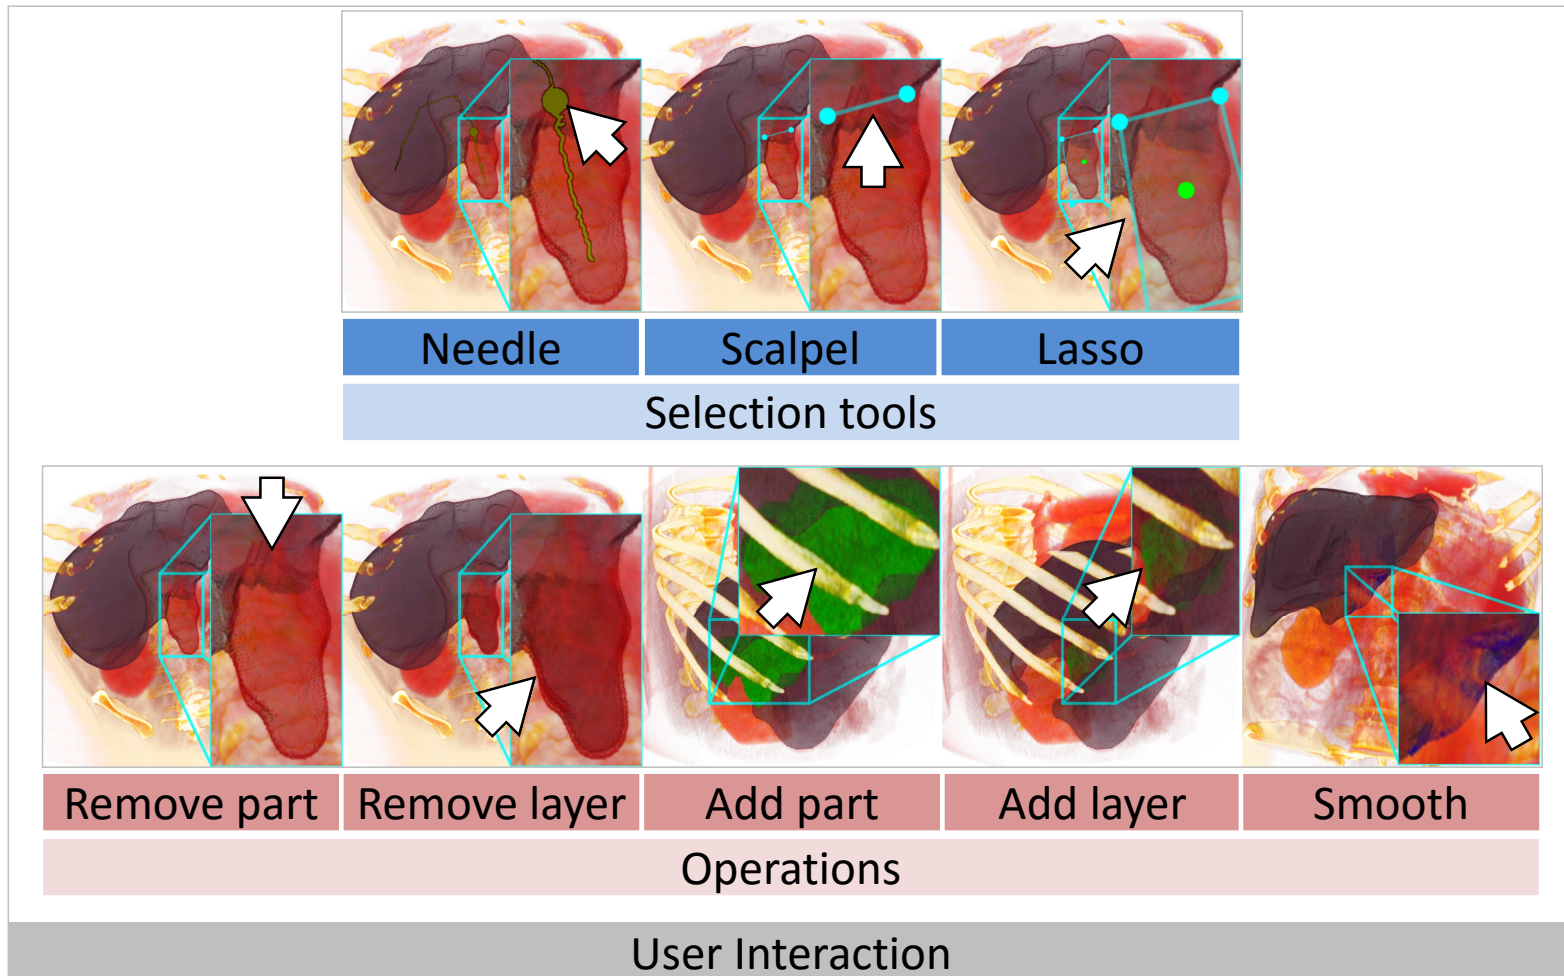 Needle
Scalpel
Lasso
Selection tools
Remove part
Remove layer
Add part
Add layer
Smooth
Operations
User Interaction